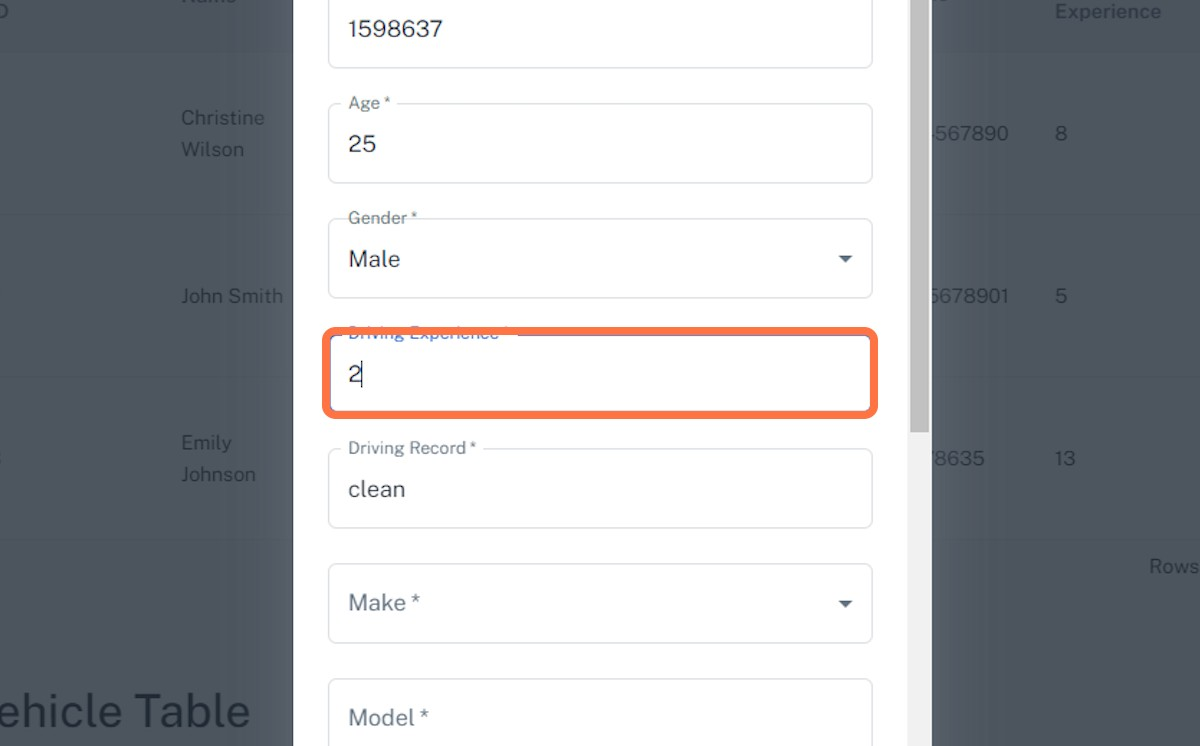 Experience
1598637
Age *
25
Christine
Wilson
567890
8
Gender *
Male
John Smith
5678901
5
Driving Experience
2
Driving Record *
clean
Emily
Johnson
78635
13
Make *
Rows
ehicle Table
Model *